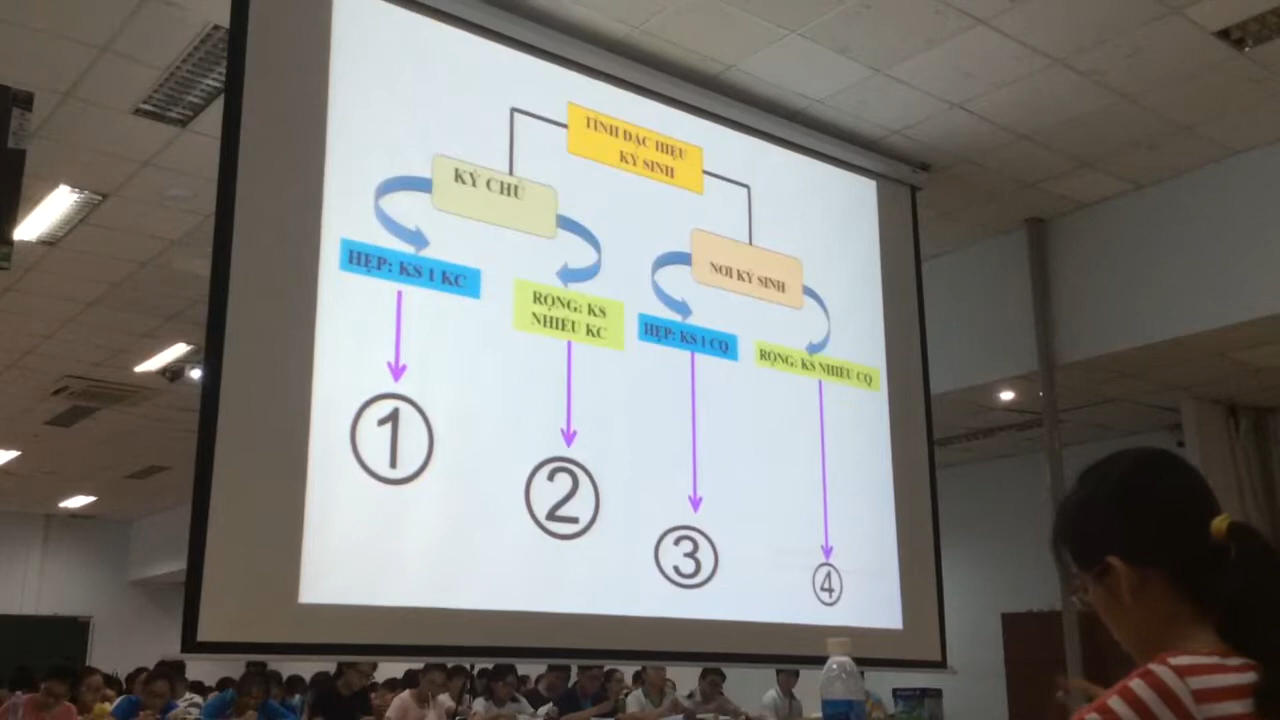 TÍNH ĐẶC HIỆU
KÝ SINH
KÝ CHỦ
HẸP: KS 1 KC
RỘNG: KS
NHIỀU KC
NƠI KÝ SINH
HẸP: KS 1 CQ
RỘNG: KS NHIỀU CQ
1
2
3
4